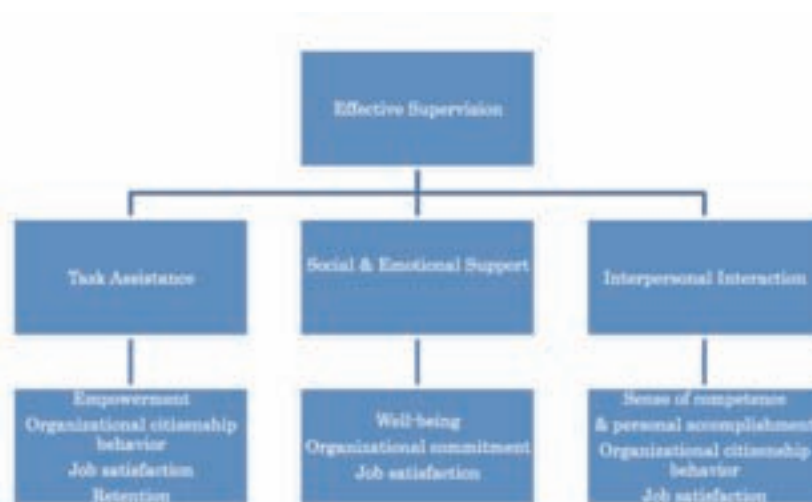 Effective Supervision
Task Assistance
Social & Emotional Support
Interpersonal Interaction
Empowerment
Organizational citizenship
behavior
Job satisfaction
Retention
Well-being
Organizational commitment
Job satisfaction
Sense of competence
& personal accomplishment
Organizational citizenship
behavior
Job satisfaction